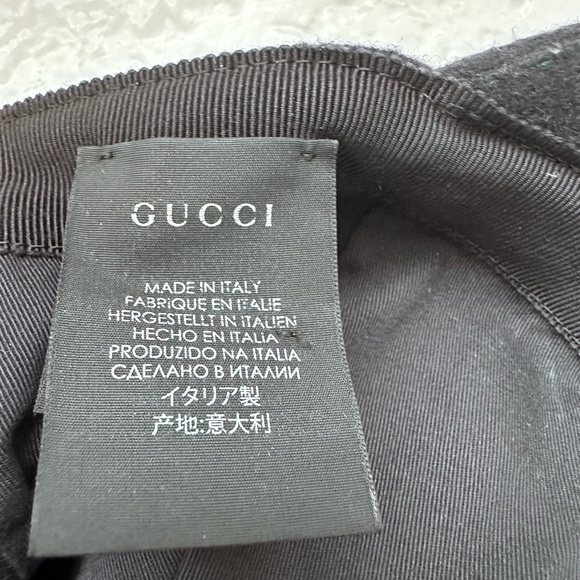 GUCCI
MADE IN ITALY
FABRIQUE EN ITALIE
HERGESTELLT IN ITALIEN
HECHO EN ITALIA
PRODUZIDO NA ITALIA
СДЕЛАНО В ИТАЛИИ
イタリア製
产地:意大利